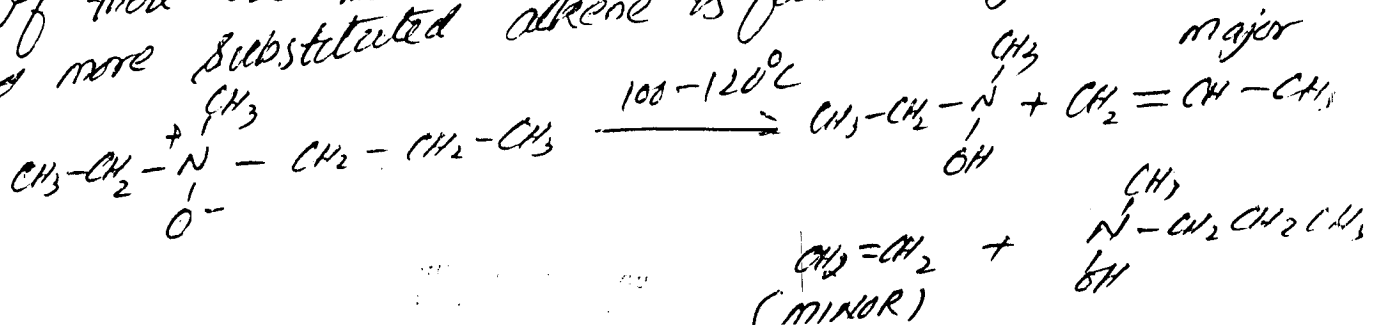 more substituted alkene is
major
CH3 100-120°C CH3
CH3-CH2-N+ - CH2 - CH2-CH3 → CH3-CH2-N + CH2 = CH - CH3
O- OH
CH3
CH2=CH2 + N-CH2CH2CH3
(MINOR) OH